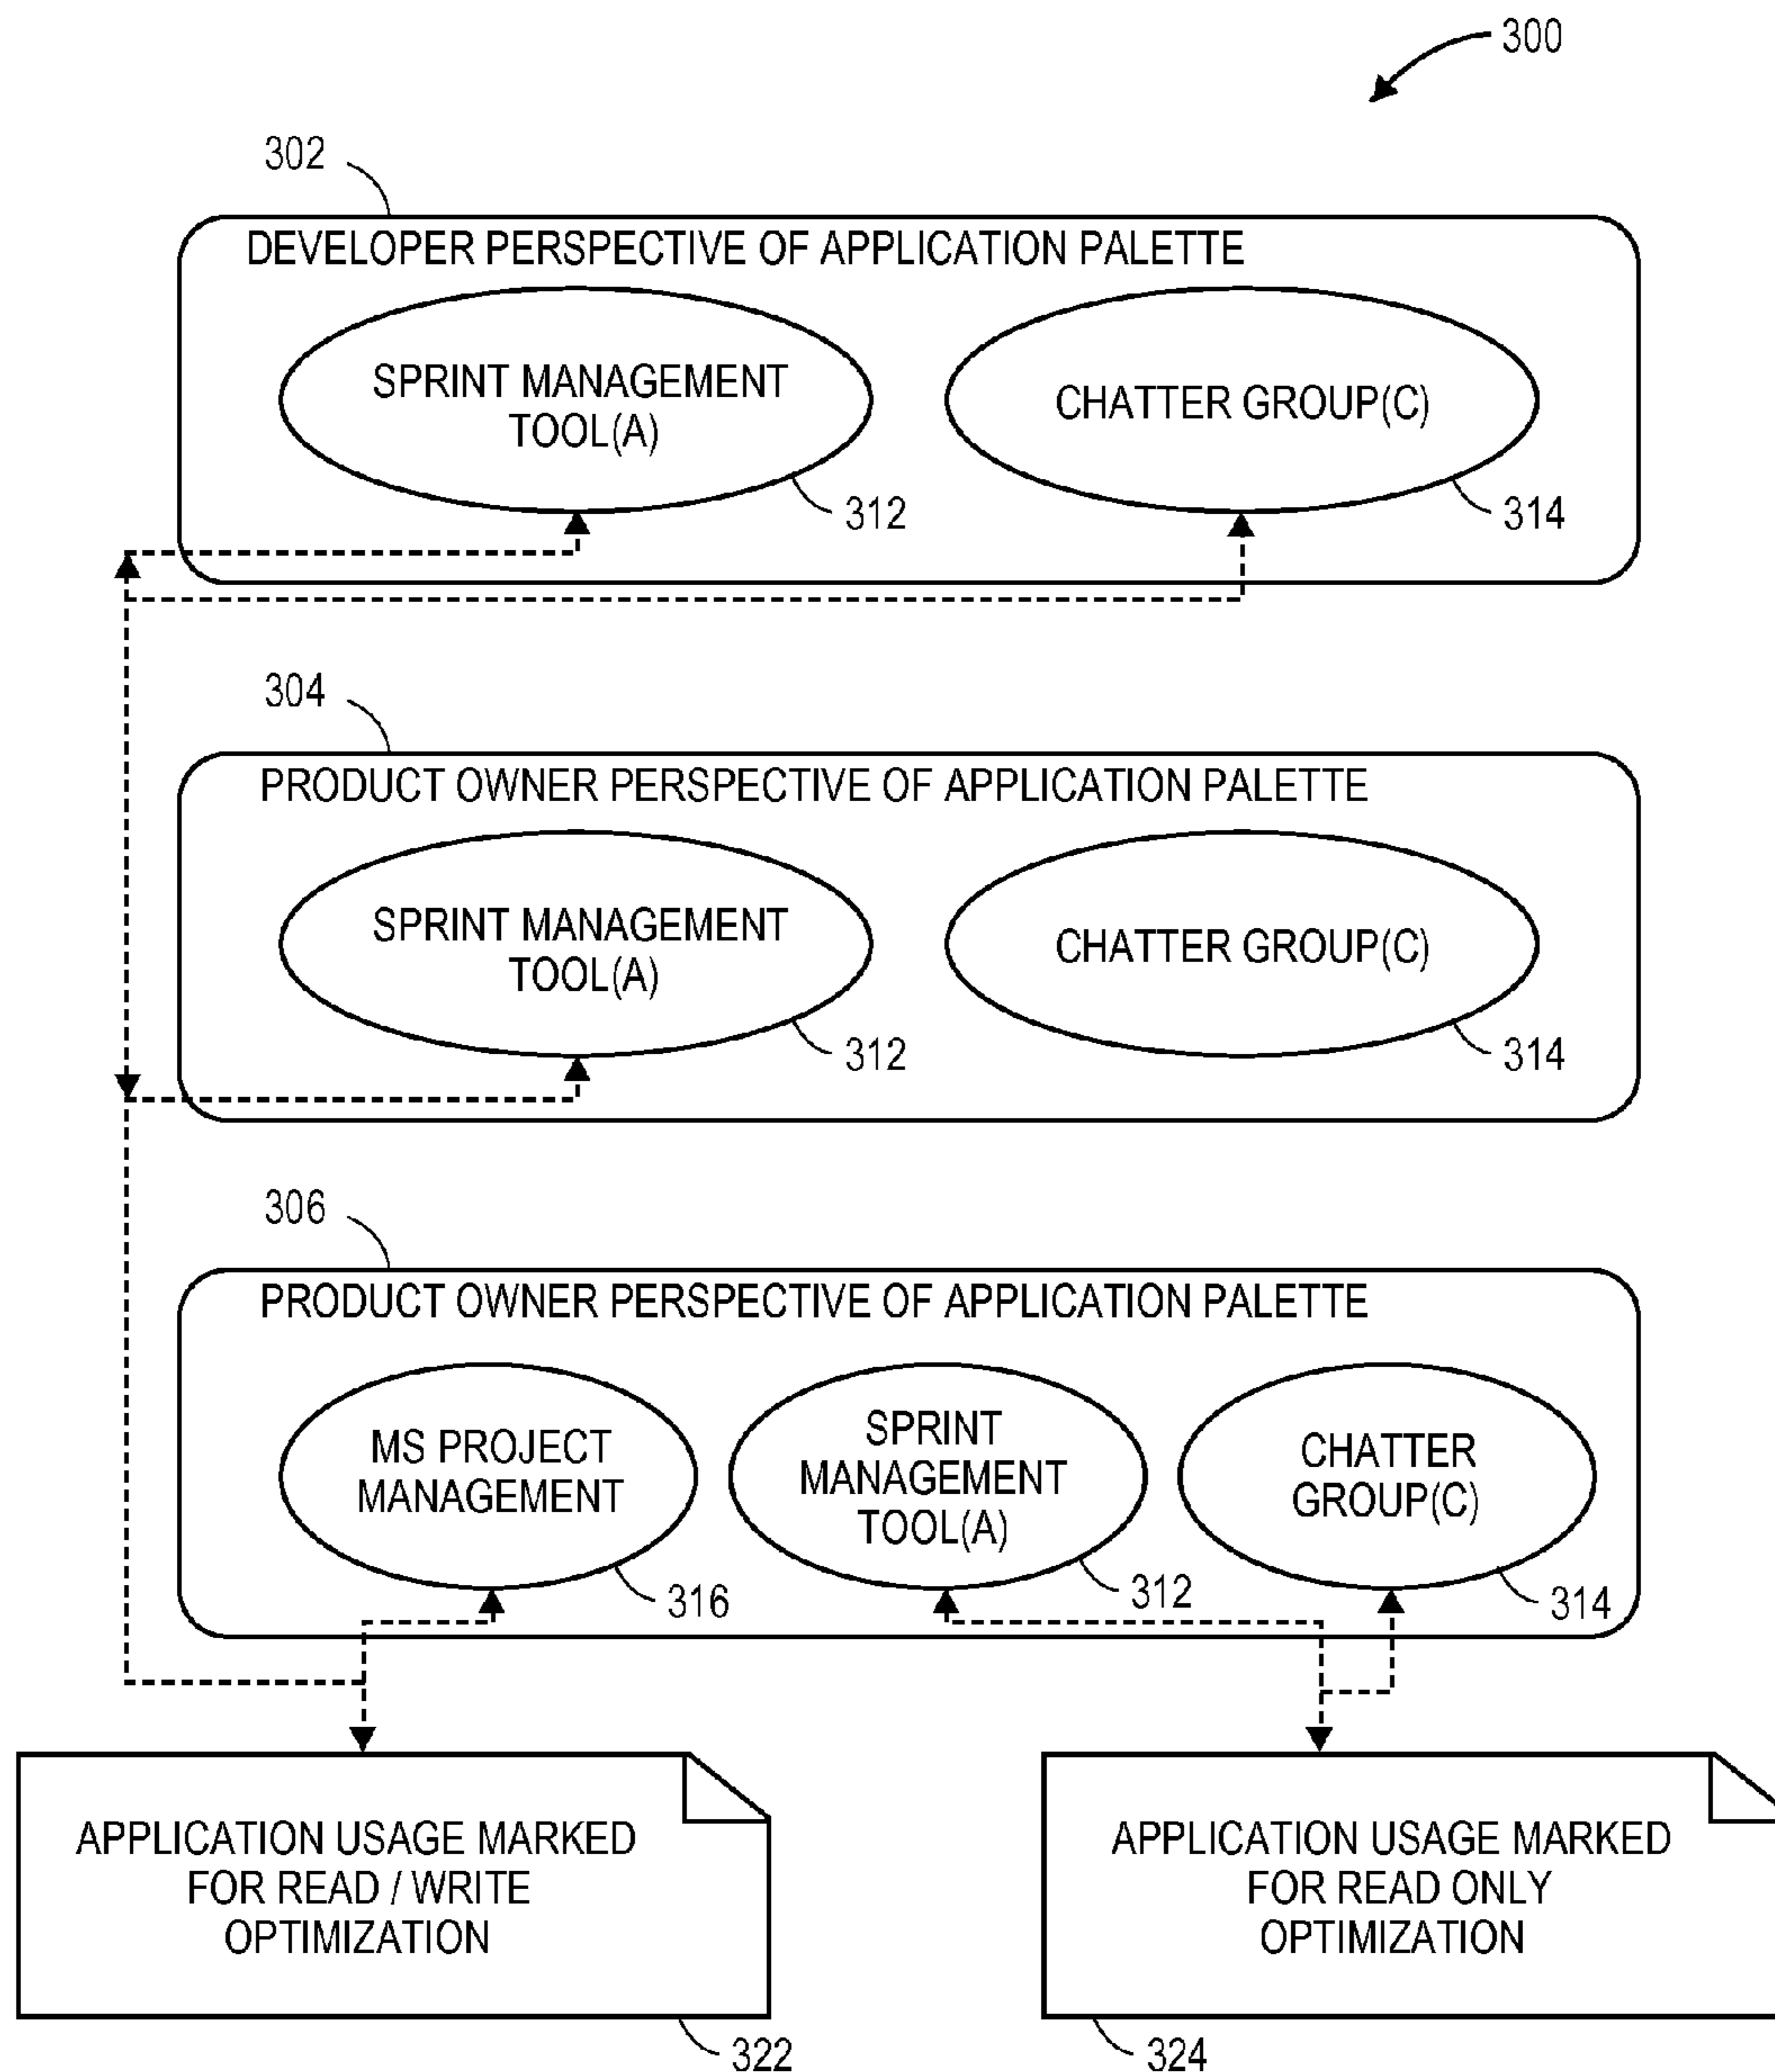 300
302
DEVELOPER PERSPECTIVE OF APPLICATION PALETTE
SPRINT MANAGEMENT
TOOL(A)
CHATTER GROUP(C)
312
314
304
PRODUCT OWNER PERSPECTIVE OF APPLICATION PALETTE
SPRINT MANAGEMENT
TOOL(A)
CHATTER GROUP(C)
312
314
306
PRODUCT OWNER PERSPECTIVE OF APPLICATION PALETTE
MS PROJECT
MANAGEMENT
SPRINT
MANAGEMENT
TOOL(A)
CHATTER
GROUP(C)
316
312
314
APPLICATION USAGE MARKED
FOR READ / WRITE
OPTIMIZATION
APPLICATION USAGE MARKED
FOR READ ONLY
OPTIMIZATION
322
324